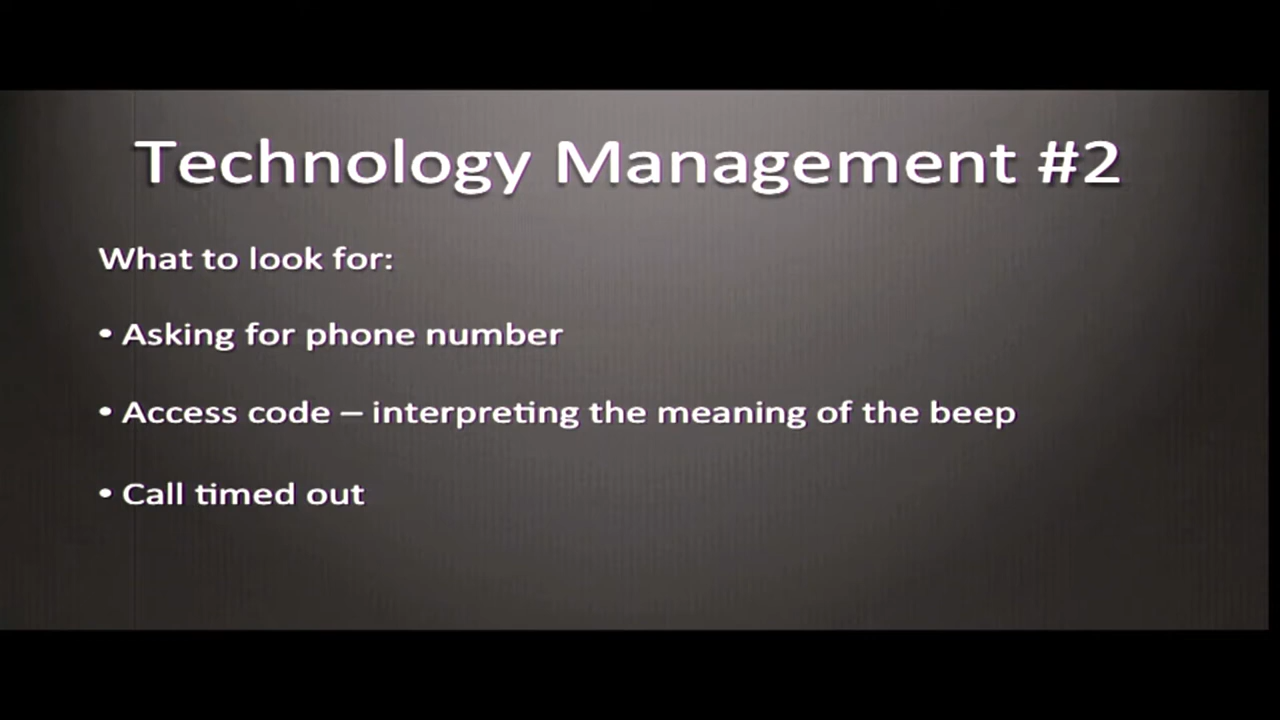 Technology Management #2
What to look for:
• Asking for phone number
• Access code – interpreting the meaning of the beep
• Call timed out